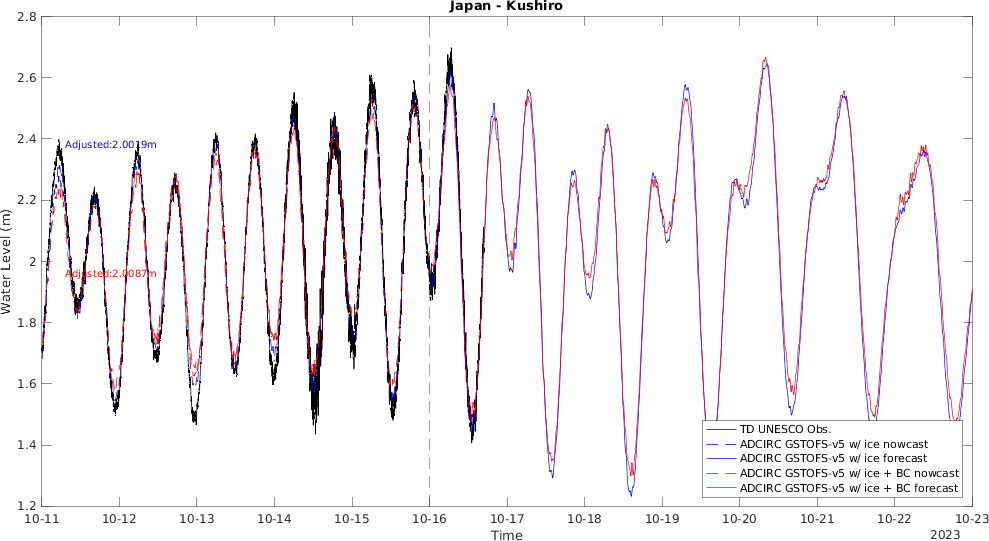 Japan - Kushiro
2.8
2.6
2.4
2.2
2
1.8
1.6
1.4
1.2
Water Level (m)
Adjusted:2.0019m
Adjusted:2.0087m
TD UNESCO Obs.
ADCIRC GSTOFS-v5 w/ ice nowcast
ADCIRC GSTOFS-v5 w/ ice forecast
ADCIRC GSTOFS-v5 w/ ice + BC nowcast
ADCIRC GSTOFS-v5 w/ ice + BC forecast
10-11 10-12 10-13 10-14 10-15 10-16 10-17 10-18 10-19 10-20 10-21 10-22 10-23
Time
2023